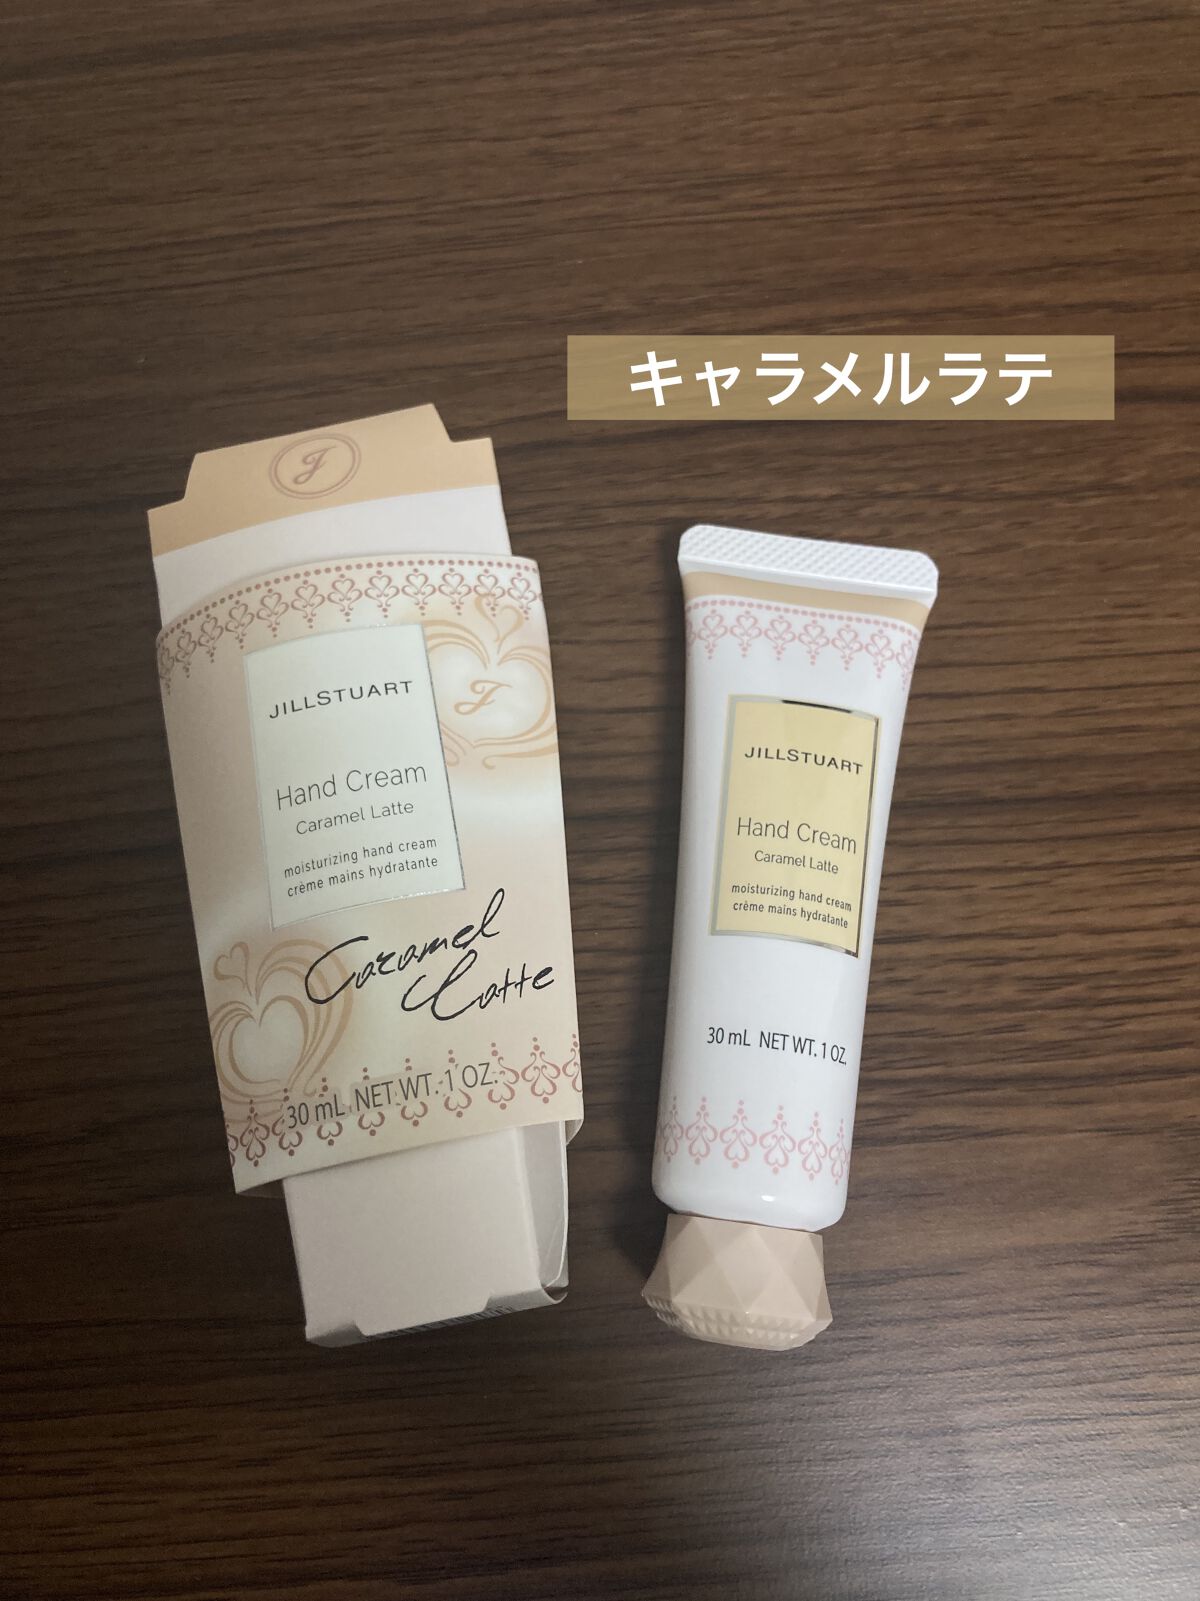 キャラメルラテ
J
J
JILLSTUART
Hand Cream
Caramel Latte
moisturizing hand cream
crème mains hydratante
Caramel
Latte
30 mL NET WT. 1 OZ.
JILLSTUART
Hand Cream
Caramel Latte
moisturizing hand cream
crème mains hydratante
30 mL NET WT. 1 OZ.